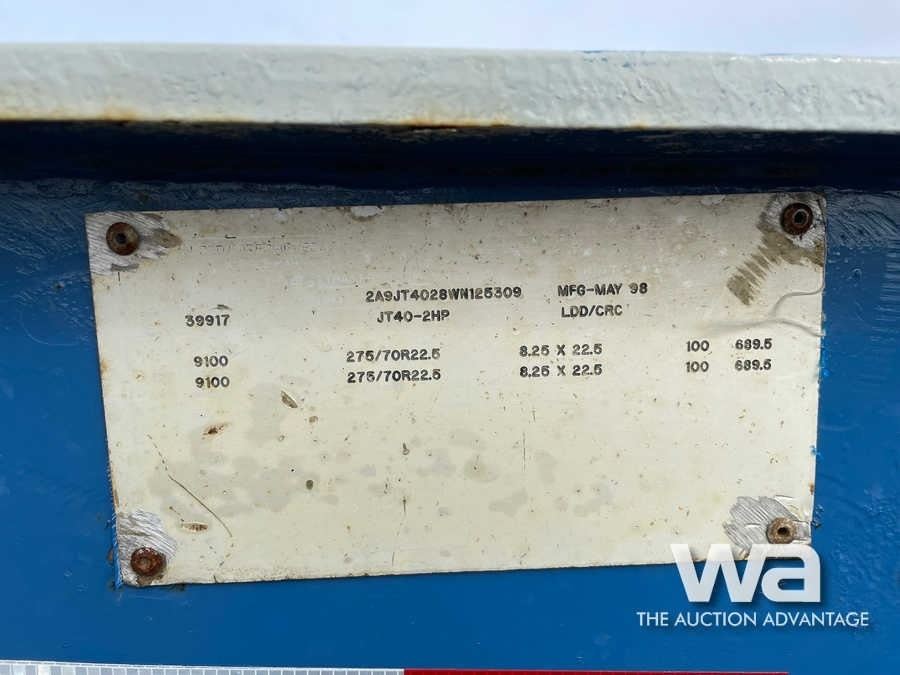 2A9JT4028WN125309 MFG-MAY 98
39917 JT40-2HP LDD/CRC
9100 275/70R22.5 8.25 X 22.5 100 689.5
9100 275/70R22.5 8.25 X 22.5 100 689.5
wa
THE AUCTION ADVANTAGE